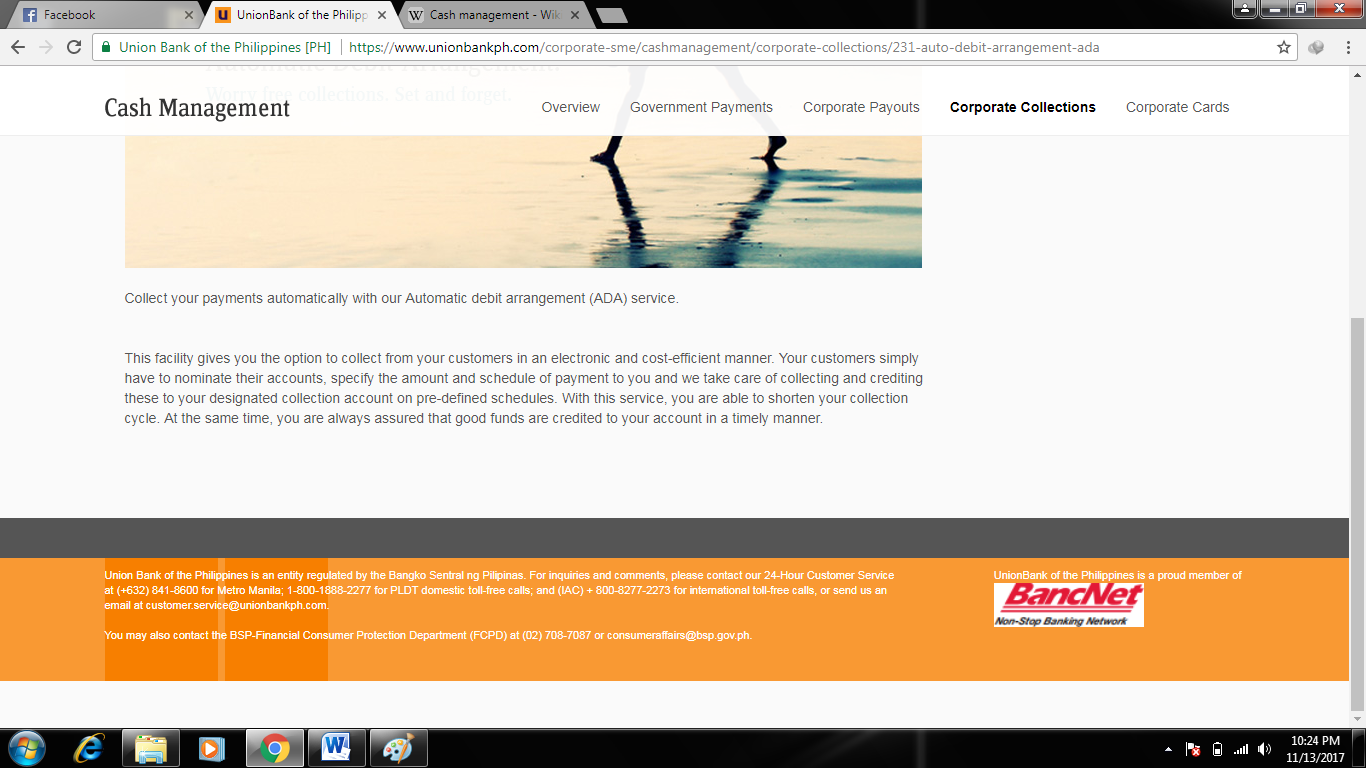 Facebook
UnionBank of the Philipp
Cash management - Wik
Union Bank of the Philippines [PH]
https://www.unionbankph.com/corporate-sme/cashmanagement/corporate-collections/231-auto-debit-arrangement-ada
Automatic Debit Arrangement.
Worry free collections, Set and forget.
Cash Management
Overview
Government Payments
Corporate Payouts
Corporate Collections
Corporate Cards
Collect your payments automatically with our Automatic debit arrangement (ADA) service.
This facility gives you the option to collect from your customers in an electronic and cost-efficient manner. Your customers simply
have to nominate their accounts, specify the amount and schedule of payment to you and we take care of collecting and crediting
these to your designated collection account on pre-defined schedules. With this service, you are able to shorten your collection
cycle. At the same time, you are always assured that good funds are credited to your account in a timely manner.
Union Bank of the Philippines is an entity regulated by the Bangko Sentral ng Pilipinas. For inquiries and comments, please contact our 24-Hour Customer Service
at (+632) 841-8600 for Metro Manila; 1-800-1888-2277 for PLDT domestic toll-free calls; and (IAC) + 800-8277-2273 for international toll-free calls, or send us an
email at customer.service@unionbankph.com.
You may also contact the BSP-Financial Consumer Protection Department (FCPD) at (02) 708-7087 or consumeraffairs@bsp.gov.ph.
UnionBank of the Philippines is a proud member of
BancNet
Non-Stop Banking Network
10:24 PM
11/13/2017